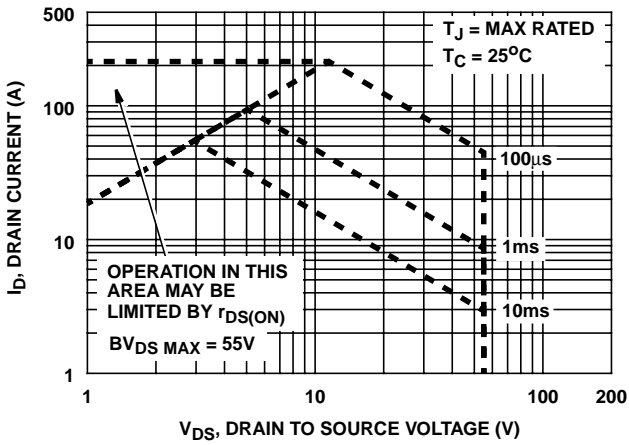 500
T_J = MAX RATED
T_C = 25°C
100
100μs
10
1ms
OPERATION IN THIS
AREA MAY BE
LIMITED BY r_DS(ON)
10ms
BV_DS MAX = 55V
1
1
10
100
200
I_D, DRAIN CURRENT (A)
V_DS, DRAIN TO SOURCE VOLTAGE (V)